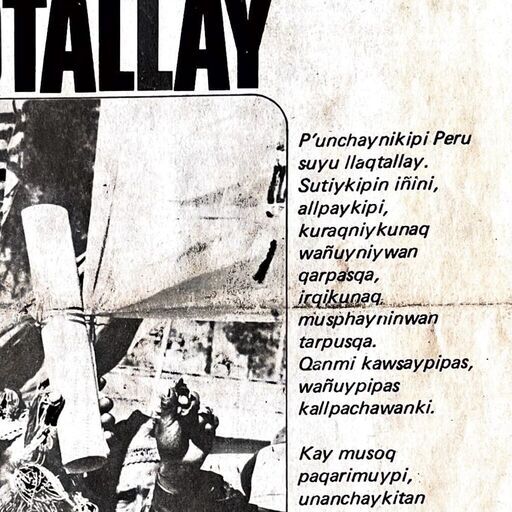 TALLAY
P'unchaynikipi Peru
suyu llaqtallay.
Sutiykipin iñini,
allpaykipi,
kuraqniykunaq
wañuyniywan
qarpasqa,
irqikunaq
musphayninwan
tarpusqa.
Qanmi kawsaypipas,
wañuypipas
kallpachawanki.
Kay musoq
paqarimuypi,
unanchaykitan